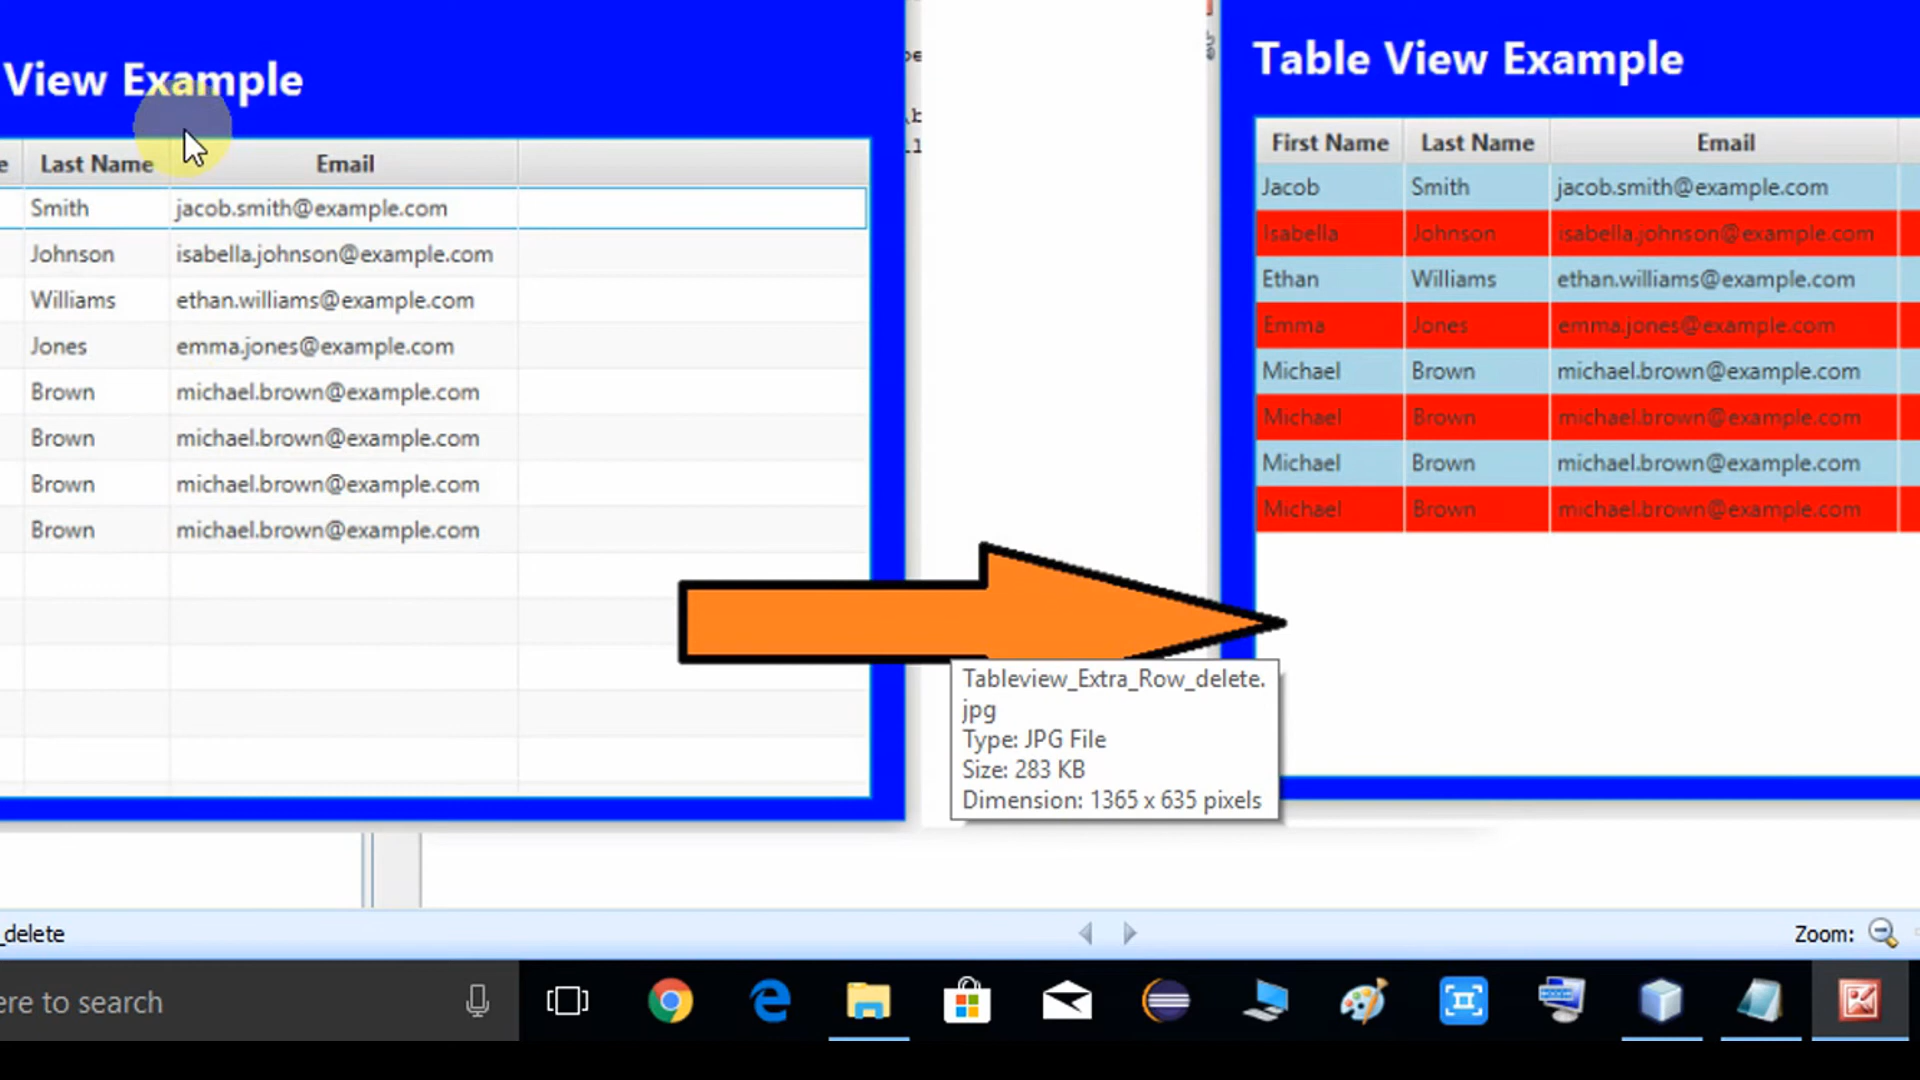 View Example
Last Name Email
Smith jacob.smith@example.com
Johnson isabella.johnson@example.com
Williams ethan.williams@example.com
Jones emma.jones@example.com
Brown michael.brown@example.com
Brown michael.brown@example.com
Brown michael.brown@example.com
Brown michael.brown@example.com
Table View Example
First Name Last Name Email
Jacob Smith jacob.smith@example.com
Isabella Johnson isabella.johnson@example.com
Ethan Williams ethan.williams@example.com
Emma Jones emma.jones@example.com
Michael Brown michael.brown@example.com
Michael Brown michael.brown@example.com
Michael Brown michael.brown@example.com
Michael Brown michael.brown@example.com
Tableview_Extra_Row_delete.
jpg
Type: JPG File
Size: 283 KB
Dimension: 1365 x 635 pixels
_delete
Zoom:
ere to search